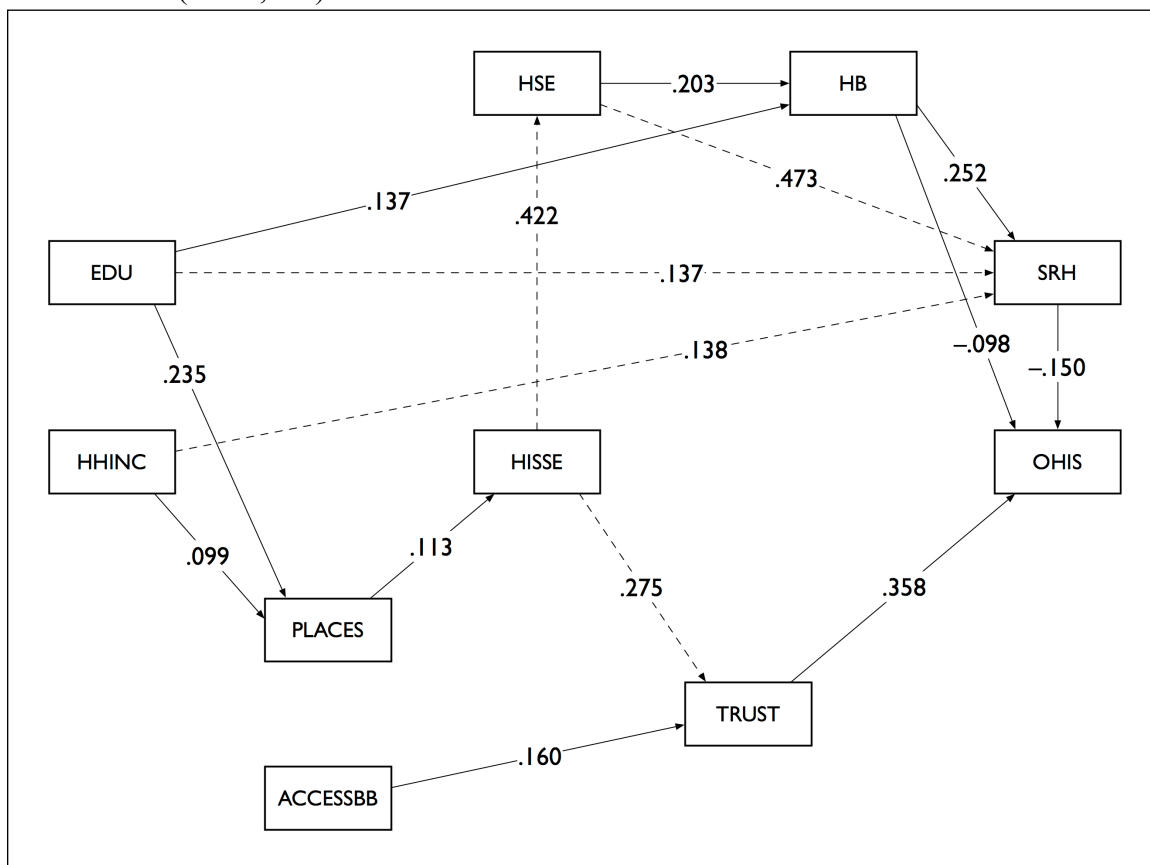 HSE
.203
HB
.252
.473
.137
.422
EDU
.137
SRH
.138
–.098
–.150
.235
HHINC
HISSE
OHIS
.099
.113
.275
.358
PLACES
TRUST
.160
ACCESSBB